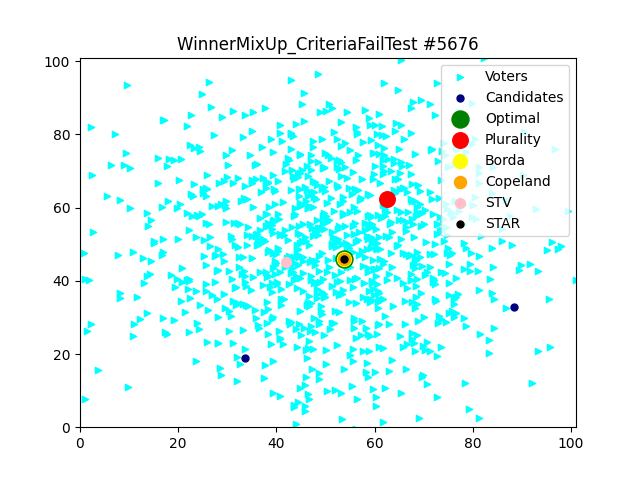 WinnerMixUp_CriteriaFailTest #5676
100
80
60
40
20
0
0
20
40
60
80
100
Voters
Candidates
Optimal
Plurality
Borda
Copeland
STV
STAR